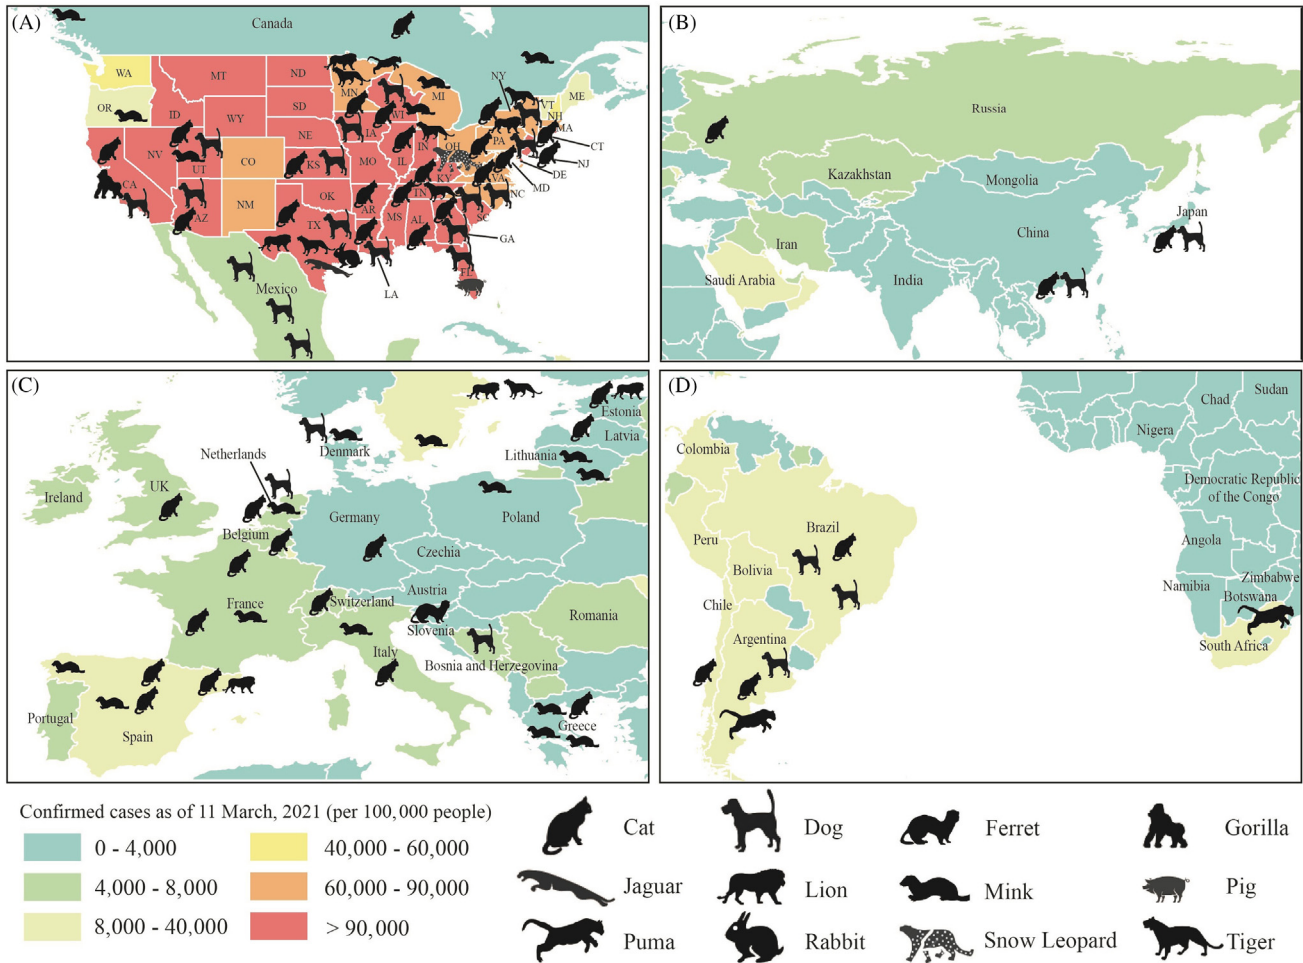 (A)
Canada
WA
MT
ND
MN
MI
NY
VT
ME
OR
ID
WY
SD
WI
NH
MA
CT
NE
IA
IL
IN
OH
PA
NJ
NV
UT
CO
KS
MO
KY
VA
DE
MD
CA
AZ
NM
OK
AR
TN
NC
TX
MS
AL
SC
GA
LA
FL
Mexico
(B)
Russia
Kazakhstan
Mongolia
Japan
China
Iran
Saudi Arabia
India
(C)
Estonia
Latvia
Netherlands
Denmark
Lithuania
UK
Ireland
Germany
Poland
Belgium
Czechia
Austria
France
Switzerland
Romania
Slovenia
Italy
Bosnia and Herzegovina
Portugal
Spain
Greece
(D)
Chad
Sudan
Nigera
Colombia
Democratic Republic
of the Congo
Brazil
Peru
Angola
Bolivia
Zimbabwe
Namibia
Botswana
Chile
Argentina
South Africa
Confirmed cases as of 11 March, 2021 (per 100,000 people)
0 - 4,000
40,000 - 60,000
4,000 - 8,000
60,000 - 90,000
8,000 - 40,000
> 90,000
Cat
Dog
Ferret
Gorilla
Jaguar
Lion
Mink
Pig
Puma
Rabbit
Snow Leopard
Tiger